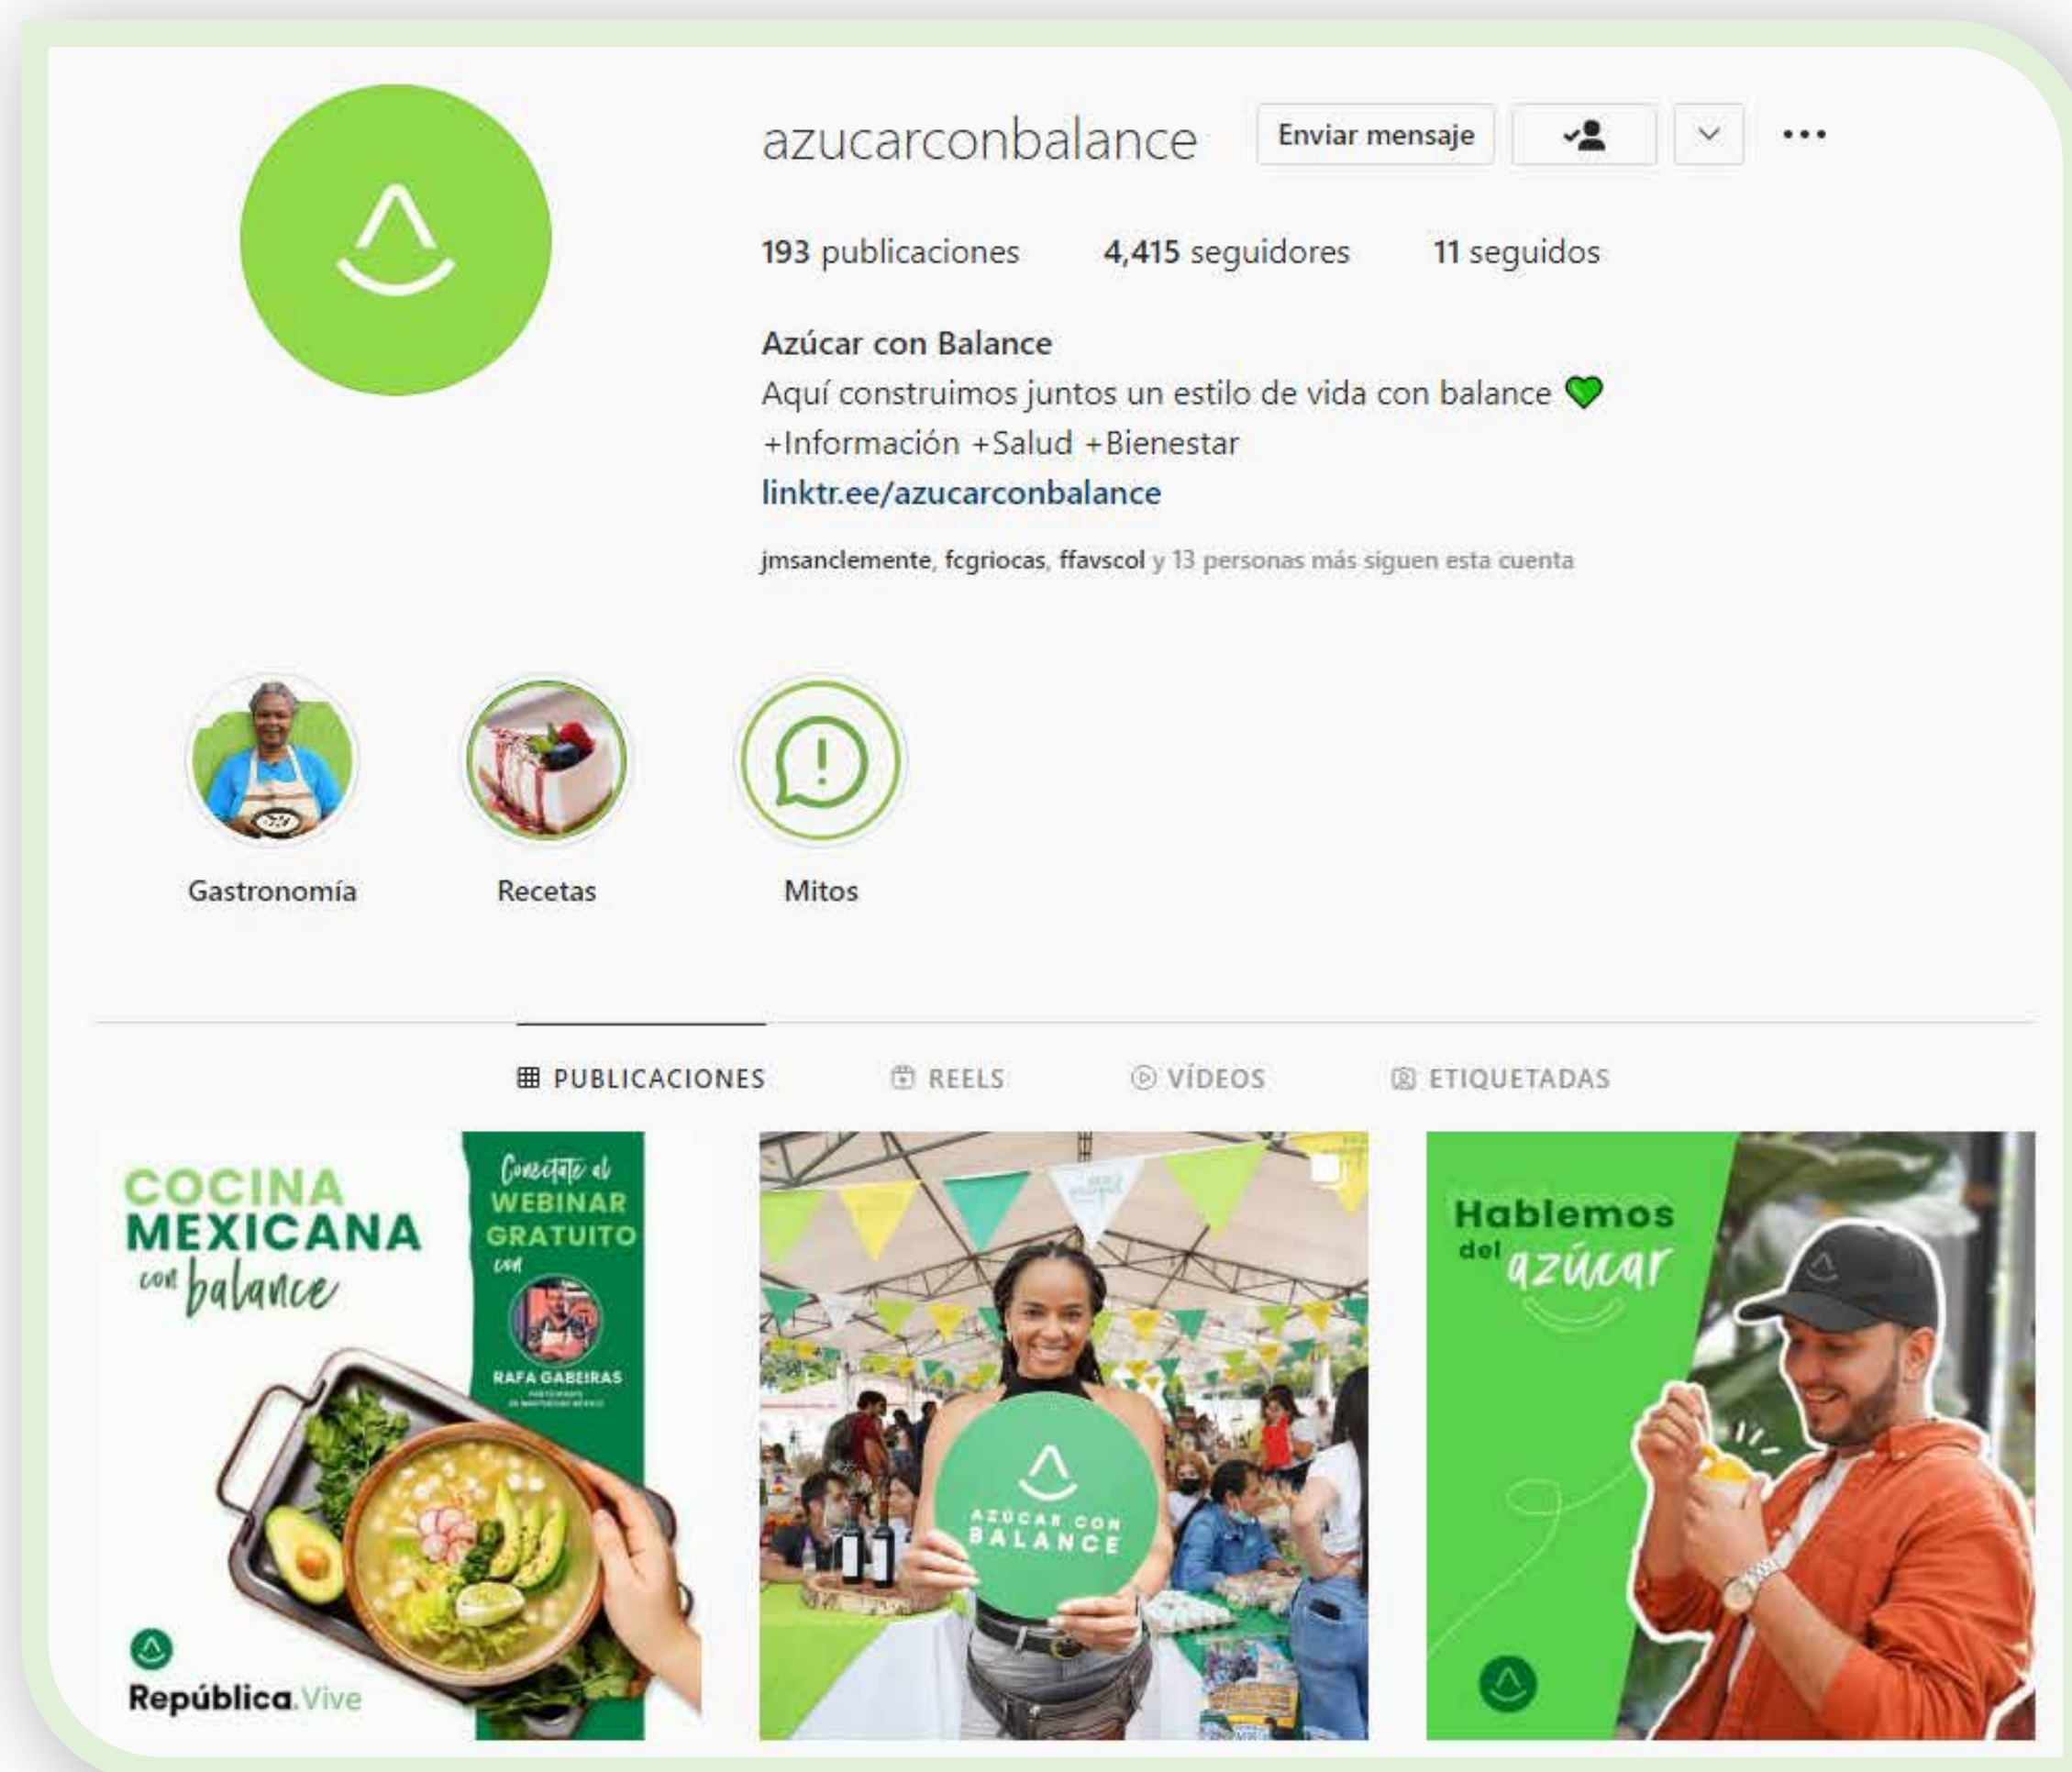 azucarconbalance
Enviar mensaje
193 publicaciones 4,415 seguidores 11 seguidos
Azúcar con Balance
Aquí construimos juntos un estilo de vida con balance
+Información +Salud +Bienestar
linktr.ee/azucarconbalance
jmsanclemente, fcgriocas, ffavscol y 13 personas más siguen esta cuenta
Gastronomía
Recetas
Mitos
PUBLICACIONES
REELS
VÍDEOS
ETIQUETADAS
COCINA
MEXICANA
con balance
Conéctate al
WEBINAR
GRATUITO
con
RAFA GABEIRAS
República.Vive
AZÚCAR CON
BALANCE
Hablemos
del azúcar